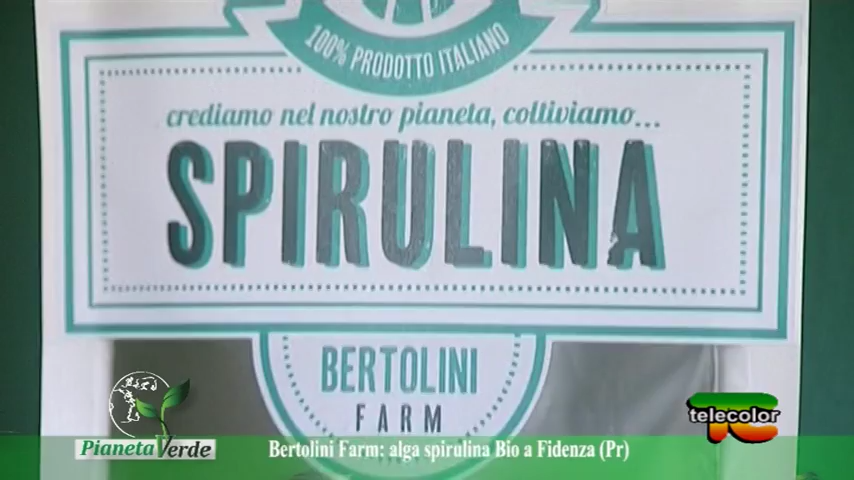 100% PRODOTTO ITALIANO
crediamo nel nostro pianeta, coltiviamo...
SPIRULINA
BERTOLINI
FARM
Pianeta Verde
Bertolini Farm: alga spirulina Bio a Fidenza (Pr)
telecolor